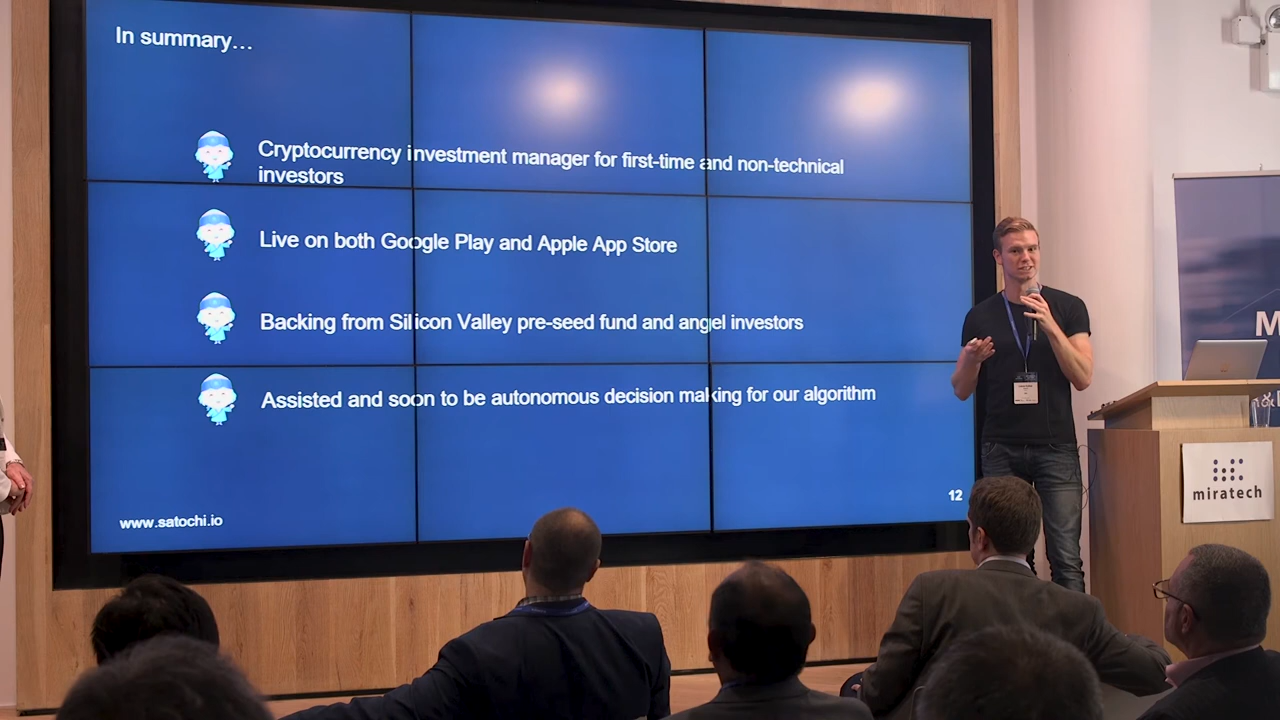 In summary...
Cryptocurrency investment manager for first-time and non-technical
investors
Live on both Google Play and Apple App Store
Backing from Silicon Valley pre-seed fund and angel investors
Assisted and soon to be autonomous decision making for our algorithm
12
www.satochi.io
M
miratech